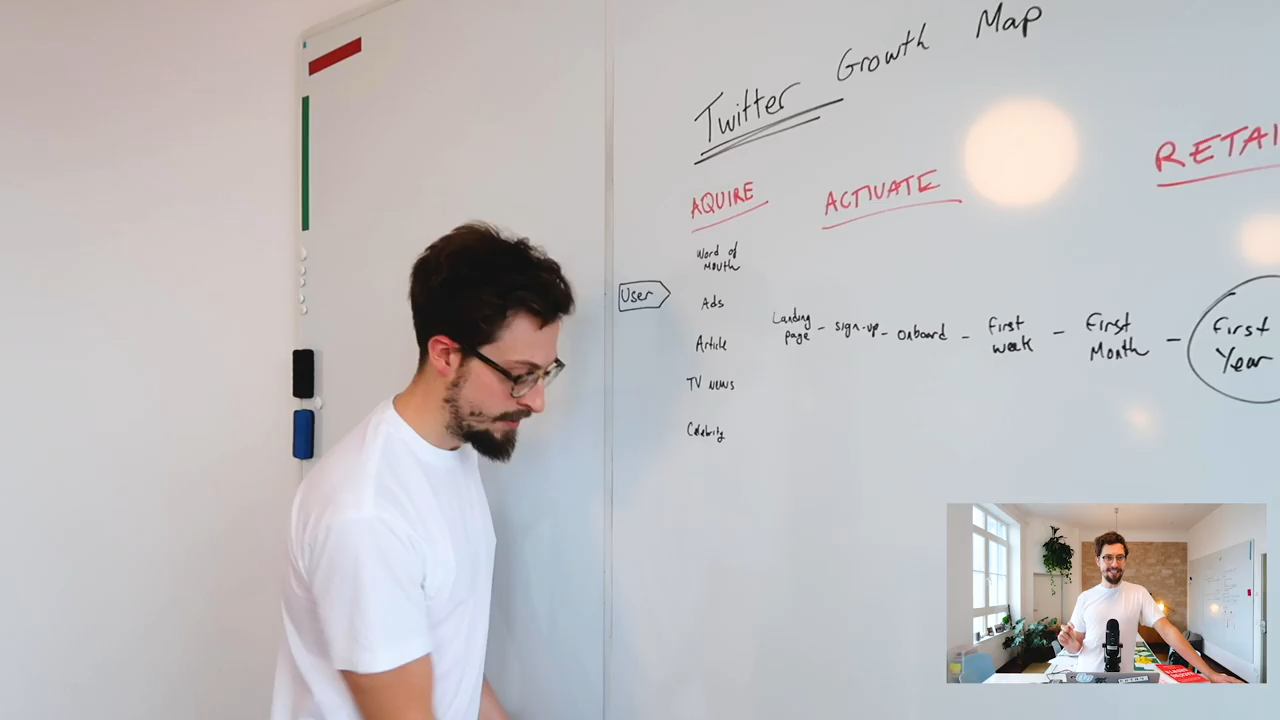 Twitter Growth Map
AQUIRE
ACTIVATE
RETAI
User
Word of
Mouth
Ads
Article
TV news
Celebrity
Landing
page - sign-up - onboard - First
week - First
Month - First
Year